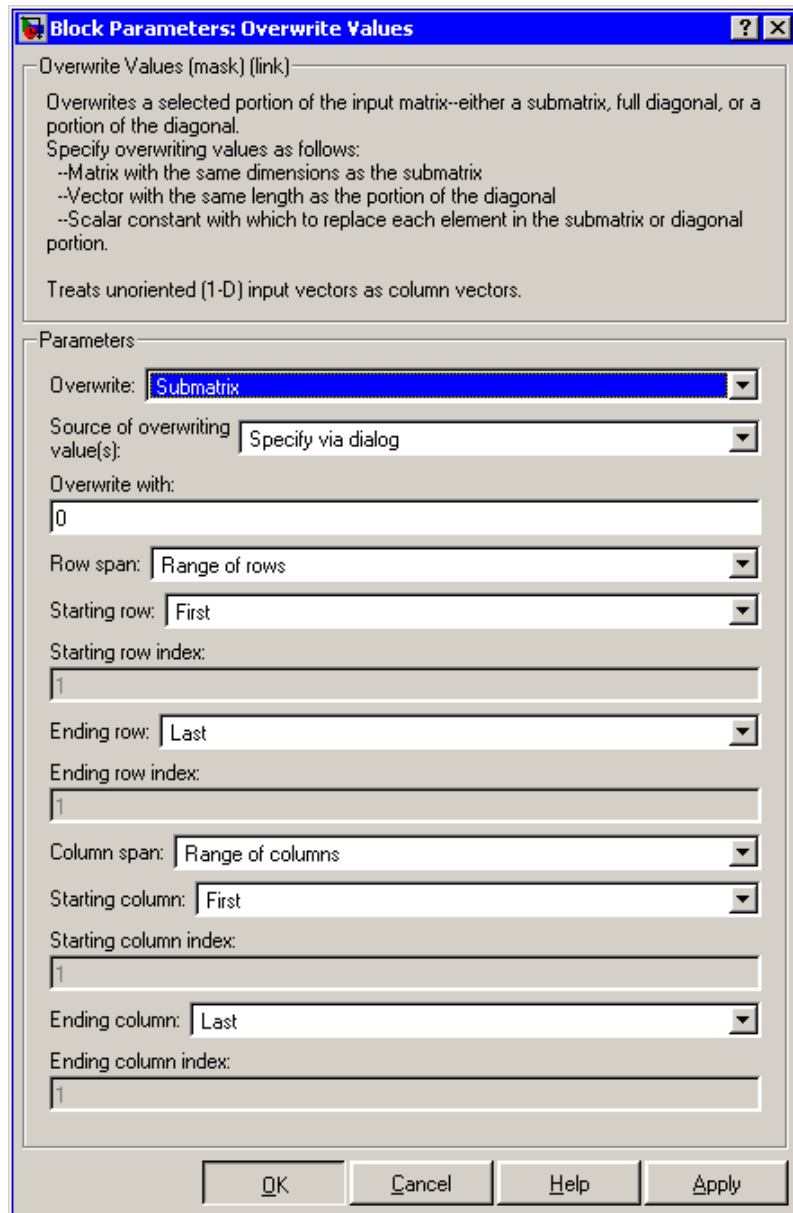 Block Parameters: Overwrite Values
Overwrite Values (mask) (link)
Overwrites a selected portion of the input matrix--either a submatrix, full diagonal, or a
portion of the diagonal.
Specify overwriting values as follows:
--Matrix with the same dimensions as the submatrix
--Vector with the same length as the portion of the diagonal
--Scalar constant with which to replace each element in the submatrix or diagonal
portion.
Treats unoriented (1-D) input vectors as column vectors.
Parameters
Overwrite: Submatrix
Source of overwriting
value(s): Specify via dialog
Overwrite with:
0
Row span: Range of rows
Starting row: First
Starting row index:
1
Ending row: Last
Ending row index:
1
Column span: Range of columns
Starting column: First
Starting column index:
1
Ending column: Last
Ending column index:
1
OK Cancel Help Apply